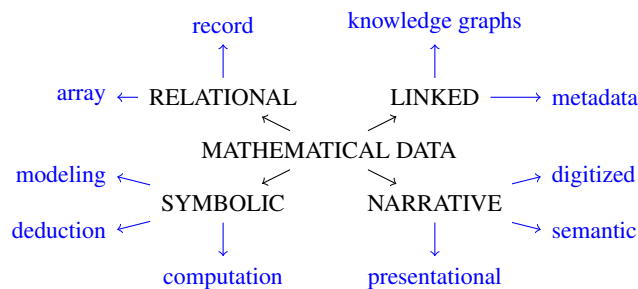 record
knowledge graphs
array
RELATIONAL
LINKED
metadata
MATHEMATICAL DATA
modeling
digitized
SYMBOLIC
NARRATIVE
deduction
semantic
computation
presentational